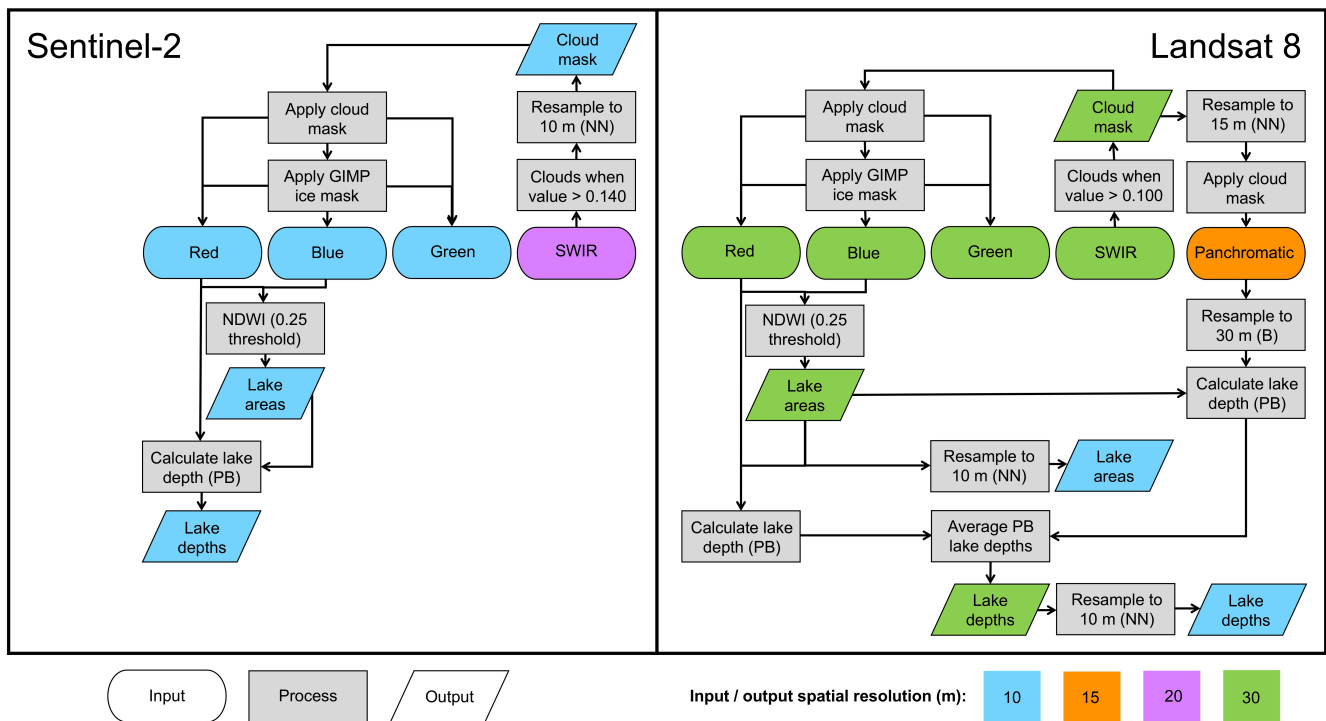 Sentinel-2
Cloud
mask
Apply cloud
mask
Resample to
10 m (NN)
Apply GIMP
ice mask
Clouds when
value > 0.140
Red
Blue
Green
SWIR
NDWI (0.25
threshold)
Lake
areas
Calculate lake
depth (PB)
Lake
depths
Landsat 8
Apply cloud
mask
Cloud
mask
Resample to
15 m (NN)
Apply GIMP
ice mask
Clouds when
value > 0.100
Apply cloud
mask
Red
Blue
Green
SWIR
Panchromatic
NDWI (0.25
threshold)
Resample to
30 m (B)
Lake
areas
Calculate lake
depth (PB)
Resample to
10 m (NN)
Lake
areas
Calculate lake
depth (PB)
Average PB
lake depths
Lake
depths
Resample to
10 m (NN)
Lake
depths
Input
Process
Output
Input / output spatial resolution (m):
10
15
20
30